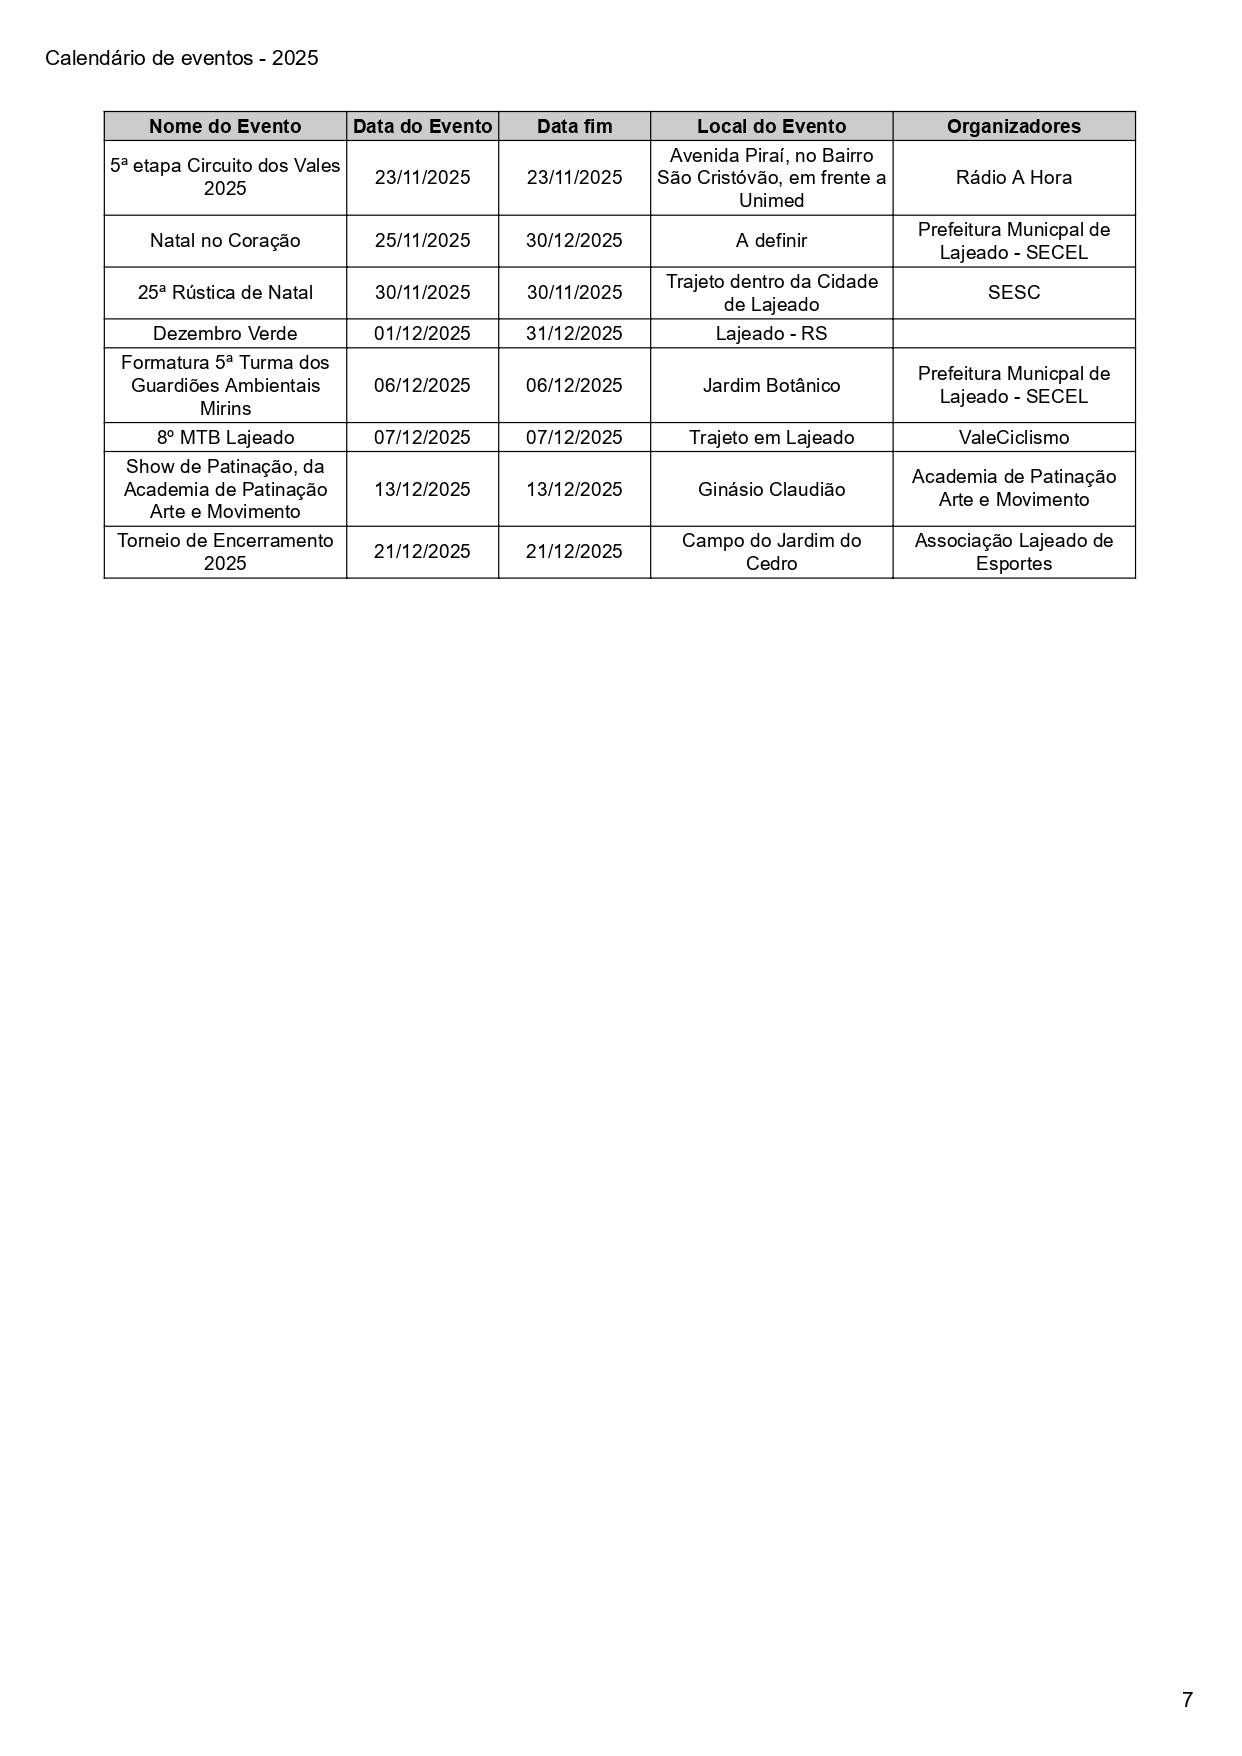 Calendário de eventos - 2025
Nome do Evento Data do Evento Data fim Local do Evento Organizadores
5ª etapa Circuito dos Vales
2025
23/11/2025
23/11/2025
Avenida Piraí, no Bairro
São Cristóvão, em frente a
Unimed
Rádio A Hora
Natal no Coração
25/11/2025
30/12/2025
A definir
Prefeitura Municpal de
Lajeado - SECEL
25ª Rústica de Natal
30/11/2025
30/11/2025
Trajeto dentro da Cidade
de Lajeado
SESC
Dezembro Verde
01/12/2025
31/12/2025
Lajeado - RS
Formatura 5ª Turma dos
Guardiões Ambientais
Mirins
06/12/2025
06/12/2025
Jardim Botânico
Prefeitura Municpal de
Lajeado - SECEL
8º MTB Lajeado
07/12/2025
07/12/2025
Trajeto em Lajeado
ValeCiclismo
Show de Patinação, da
Academia de Patinação
Arte e Movimento
13/12/2025
13/12/2025
Ginásio Claudião
Academia de Patinação
Arte e Movimento
Torneio de Encerramento
2025
21/12/2025
21/12/2025
Campo do Jardim do
Cedro
Associação Lajeado de
Esportes
7